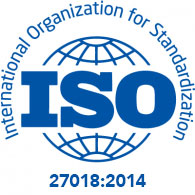 International Organization for Standardization
ISO
27018:2014